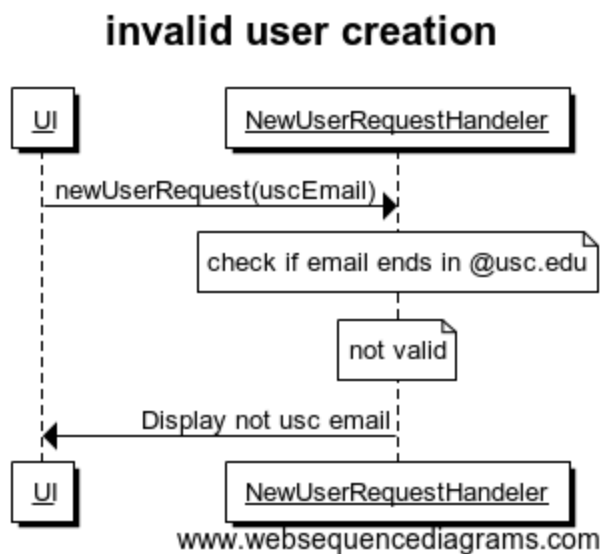 invalid user creation
UI
NewUserRequestHandeler
newUserRequest(uscEmail)
check if email ends in @usc.edu
not valid
Display not usc email
UI
NewUserRequestHandeler
www.websequencediagrams.com